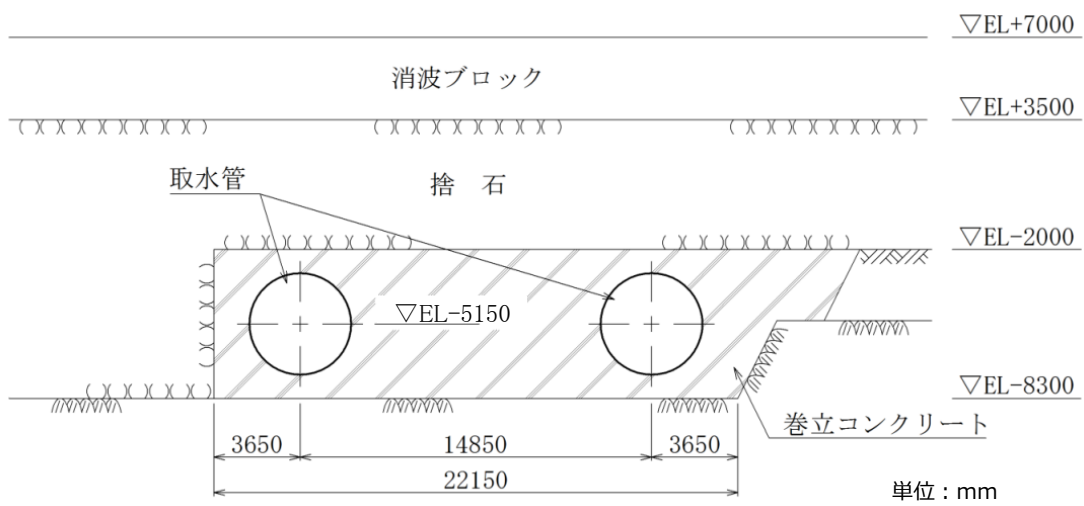 ▽EL+7000
消波ブロック
▽EL+3500
取水管
捨 石
▽EL-2000
▽EL-5150
▽EL-8300
巻立コンクリート
3650 14850 3650
22150
単位:mm